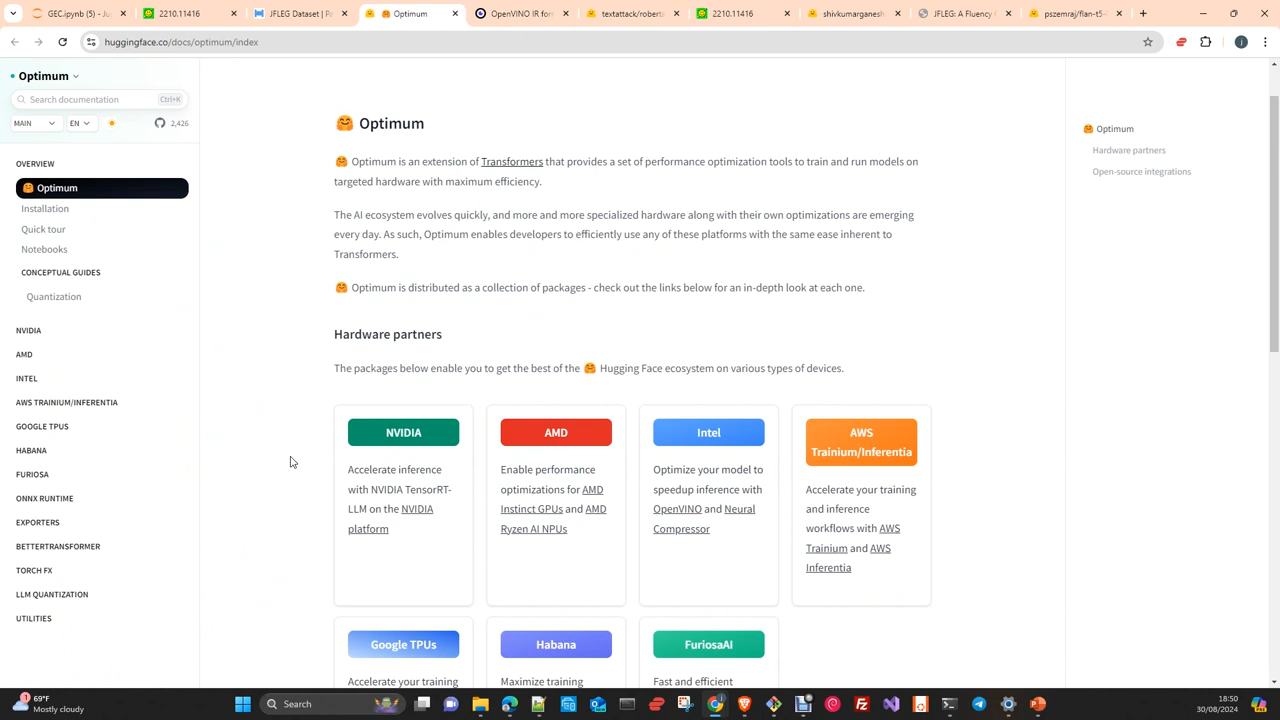 GEC.ipynb (5) - Jun
2210.11416
JFLEG Dataset | Pa
Optimum
OpenVINO IR form
textattack/roberta
2210.11416
shivkumarganesh
JFLEG: A Fluency C
pszemraj/flan-t5-
huggingface.co/docs/optimum/index
Optimum
Search documentation Ctrl+K
MAIN EN 2,426
OVERVIEW
Optimum
Installation
Quick tour
Notebooks
CONCEPTUAL GUIDES
Quantization
NVIDIA
AMD
INTEL
AWS TRAINIUM/INFERENTIA
GOOGLE TPUS
HABANA
FURIOSA
ONNX RUNTIME
EXPORTERS
BETTERTRANSFORMER
TORCH FX
LLM QUANTIZATION
UTILITIES
Optimum
Optimum is an extension of Transformers that provides a set of performance optimization tools to train and run models on
targeted hardware with maximum efficiency.
The AI ecosystem evolves quickly, and more and more specialized hardware along with their own optimizations are emerging
every day. As such, Optimum enables developers to efficiently use any of these platforms with the same ease inherent to
Transformers.
Optimum is distributed as a collection of packages - check out the links below for an in-depth look at each one.
Hardware partners
The packages below enable you to get the best of the Hugging Face ecosystem on various types of devices.
NVIDIA
Accelerate inference
with NVIDIA TensorRT-
LLM on the NVIDIA
platform
AMD
Enable performance
optimizations for AMD
Instinct GPUs and AMD
Ryzen AI NPUs
Intel
Optimize your model to
speedup inference with
OpenVINO and Neural
Compressor
AWS
Trainium/Inferentia
Accelerate your training
and inference
workflows with AWS
Trainium and AWS
Inferentia
Google TPUs
Accelerate your training
Habana
Maximize training
FuriosaAI
Fast and efficient
Optimum
Hardware partners
Open-source integrations
69°F
Mostly cloudy
Search
18:50
30/08/2024